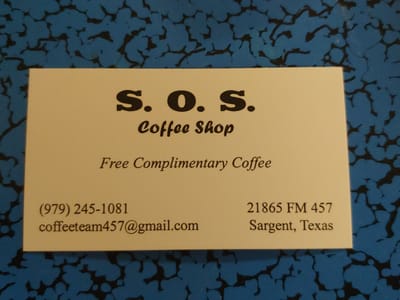 S. O. S.
Coffee Shop
Free Complimentary Coffee
(979) 245-1081
21865 FM 457
coffeeteam457@gmail.com
Sargent, Texas